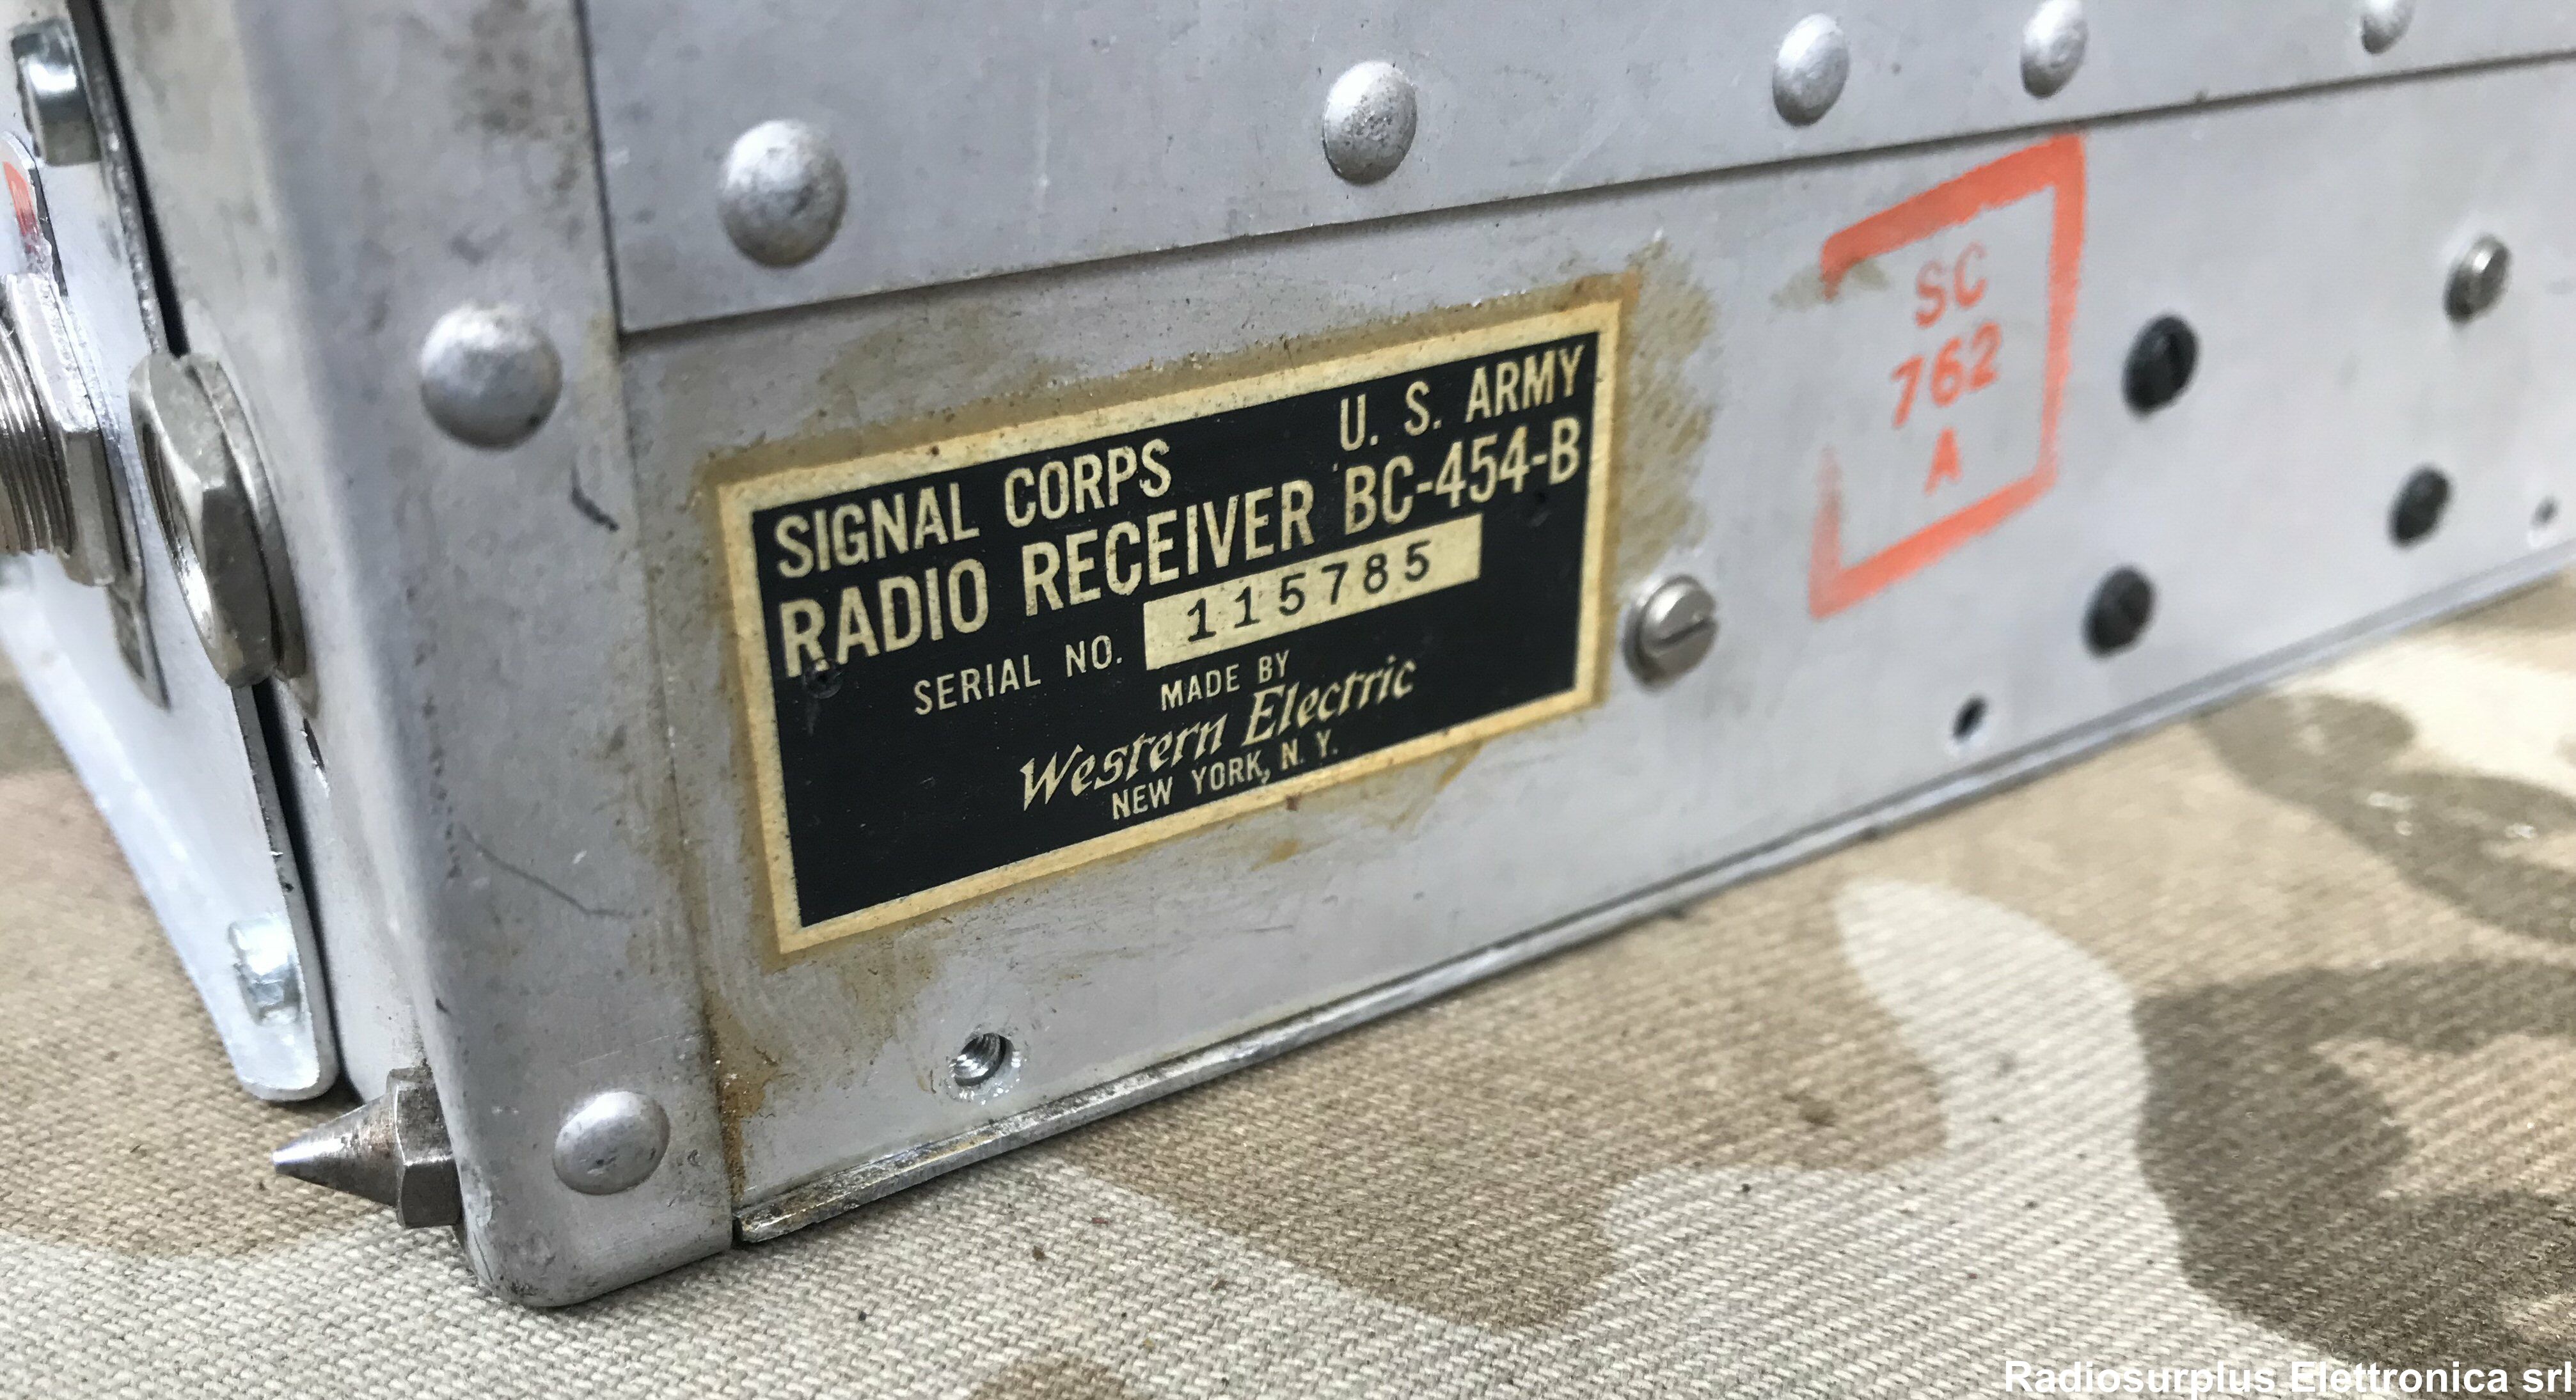 SIGNAL CORPS U. S. ARMY
RADIO RECEIVER BC-454-B
SERIAL NO. 115785
MADE BY
Western Electric
NEW YORK, N. Y.
SC
762
A
Radiosurplus Elettronica srl